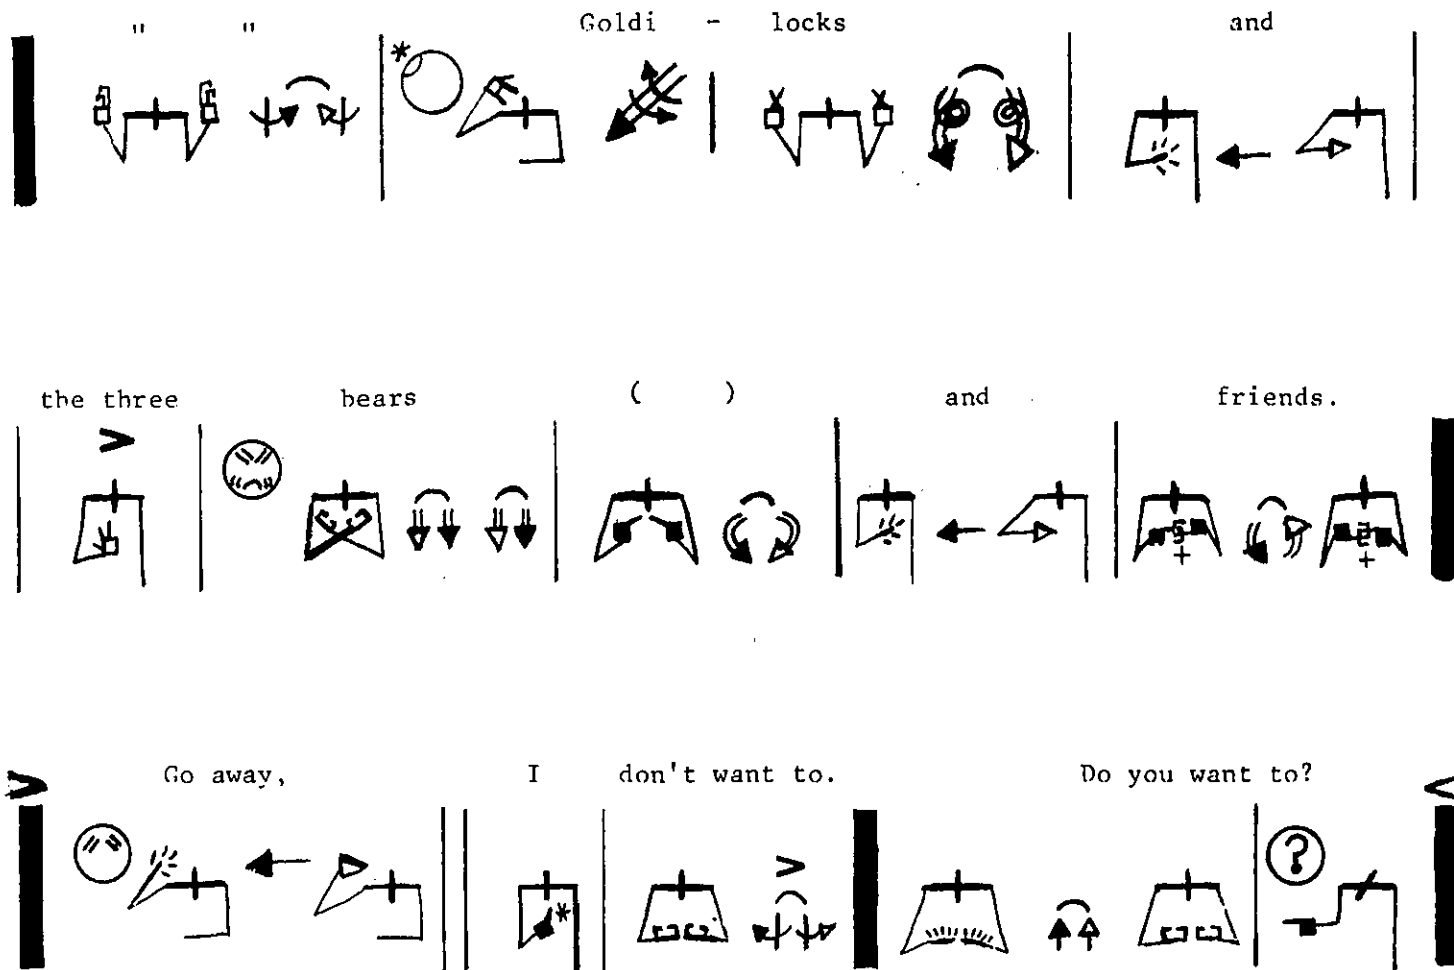 " " Goldi - locks and
the three bears ( ) and friends.
Go away, I don't want to. Do you want to?